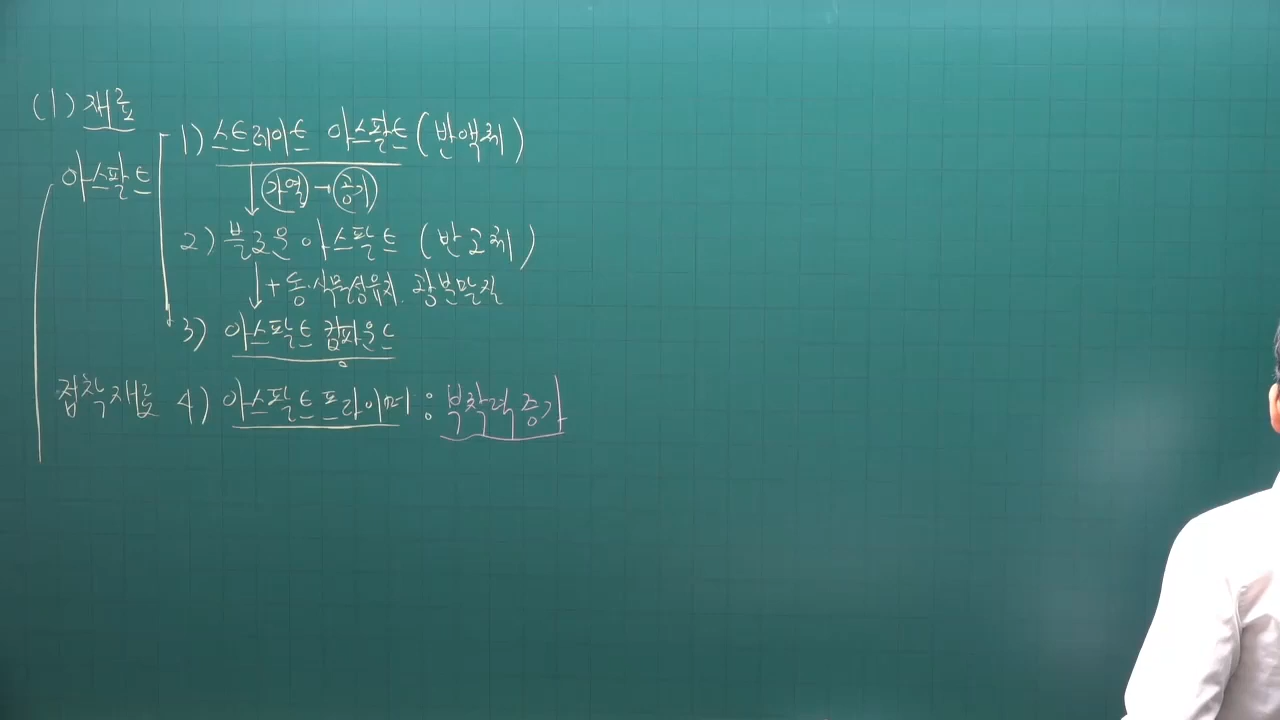 (1) 재료
아스팔트
1) 스트레이트 아스팔트 (반액체)
가열 → 공기
2) 블로운 아스팔트 (반고체)
+ 동·식물성유지, 광물분말질
3) 아스팔트 컴파운드
접착재료 4) 아스팔트 프라이머 : 부착력 증가